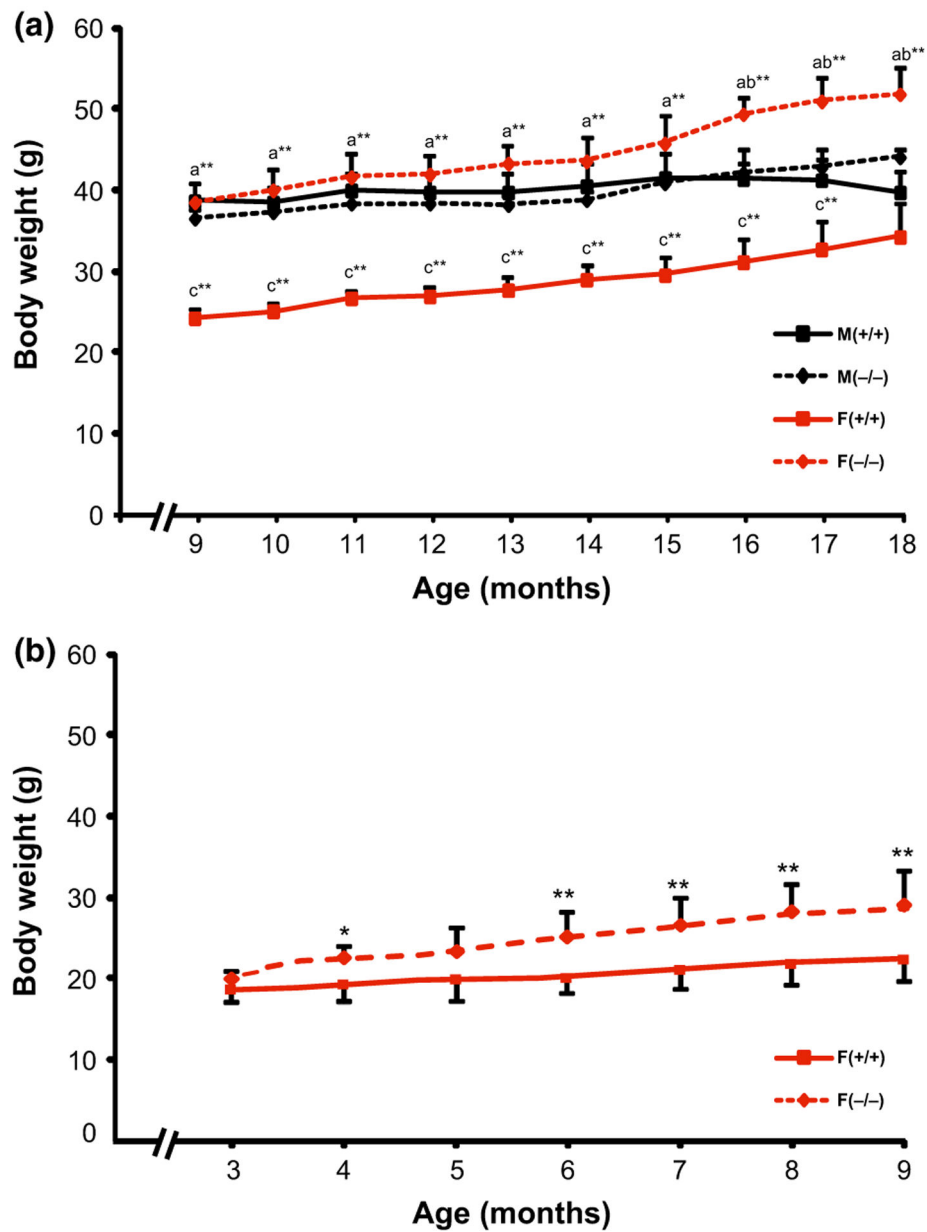 (a)
60
50
40
30
20
10
0
Body weight (g)
a** a** a** a** a** a** a** ab** ab** ab**
c** c** c** c** c** c** c** c** c**
M(+/+)
M(–/–)
F(+/+)
F(–/–)
9 10 11 12 13 14 15 16 17 18
Age (months)
(b)
60
50
40
30
20
10
0
Body weight (g)
* ** ** ** **
F(+/+)
F(–/–)
3 4 5 6 7 8 9
Age (months)